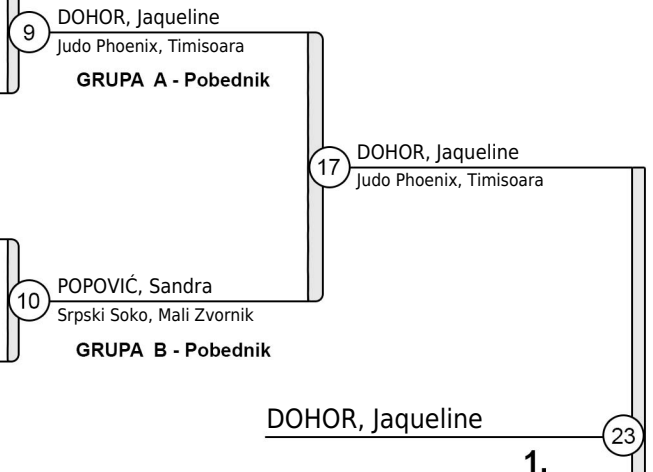 9
DOHOR, Jaqueline
Judo Phoenix, Timisoara
GRUPA A - Pobednik
17
DOHOR, Jaqueline
Judo Phoenix, Timisoara
10
POPOVIĆ, Sandra
Srpski Soko, Mali Zvornik
GRUPA B - Pobednik
DOHOR, Jaqueline
23
1.